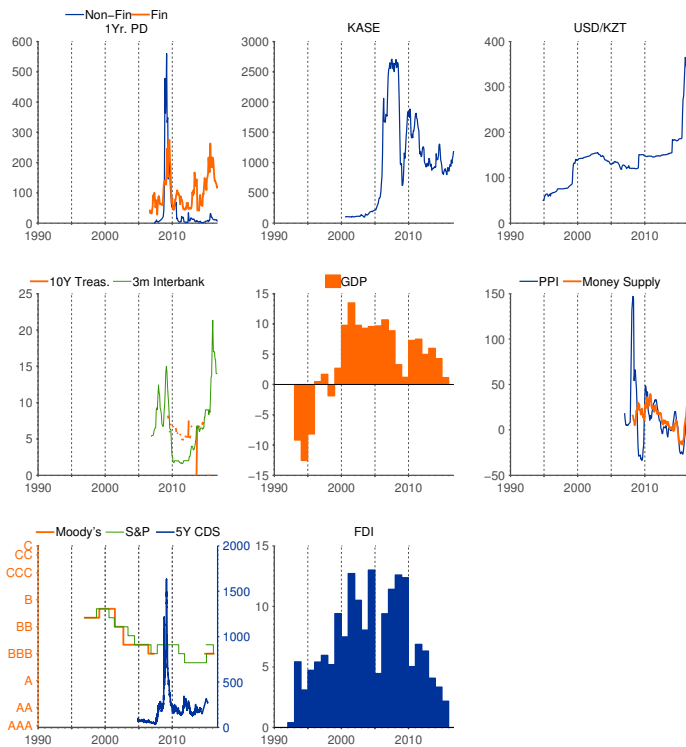 Non−Fin Fin
1Yr. PD KASE USD/KZT
600 3000 400
500 2500
400 2000 300
300 1500 200
200 1000
100 500 100
0 0 0
1990 2000 2010 1990 2000 2010 1990 2000 2010
10Y Treas. 3m Interbank GDP PPI Money Supply
25 15 150
20 10
15 5 100
10 0 50
5 −5 0
−10
0 −15 −50
1990 2000 2010 1990 2000 2010 1990 2000 2010
Moody's S&P 5Y CDS FDI
C 2000 15
CC
CCC
B 1500
10
BB 1000
BBB
5
A 500
AA
AAA 0 0
1990 2000 2010 1990 2000 2010